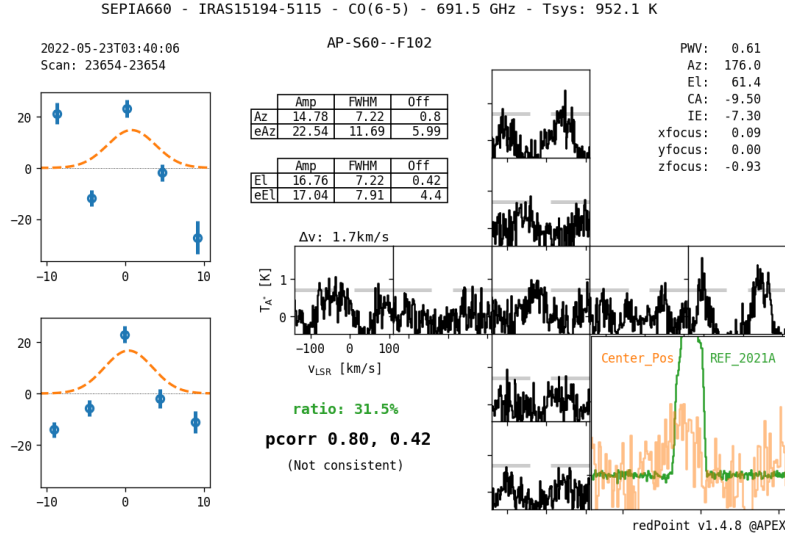 SEPIA660 - IRAS15194-5115 - CO(6-5) - 691.5 GHz - Tsys: 952.1 K
2022-05-23T03:40:06
Scan: 23654-23654
AP-S60--F102
PWV: 0.61
Az: 176.0
El: 61.4
CA: -9.50
IE: -7.30
xfocus: 0.09
yfocus: 0.00
zfocus: -0.93
Amp FWHM Off
Az 14.78 7.22 0.8
eAz 22.54 11.69 5.99
Amp FWHM Off
El 16.76 7.22 0.42
eEl 17.04 7.91 4.4
20
0
−20
−10 0 10
Δv: 1.7km/s
TA* [K]
1
0
−100 0 100
vLSR [km/s]
20
0
−20
−10 0 10
Center_Pos REF_2021A
ratio: 31.5%
pcorr 0.80, 0.42
(Not consistent)
redPoint v1.4.8 @APEX